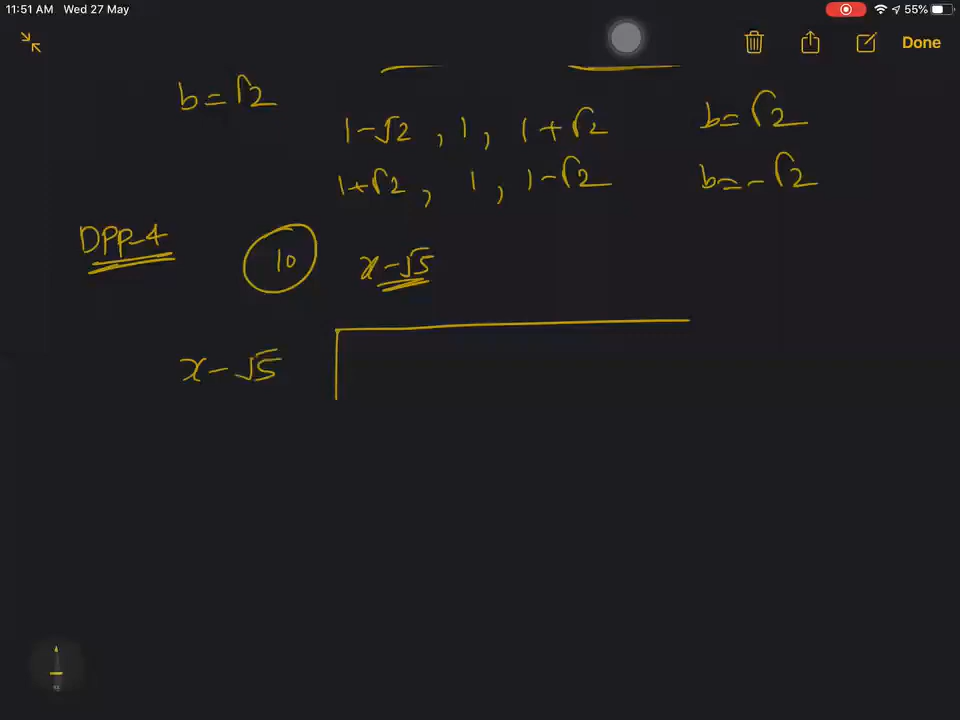 11:51 AM Wed 27 May 55%
Done
b = √2
1-√2 , 1 , 1+√2 b = √2
1+√2 , 1 , 1-√2 b = -√2
DPP-4 10 x-√5
x-√5